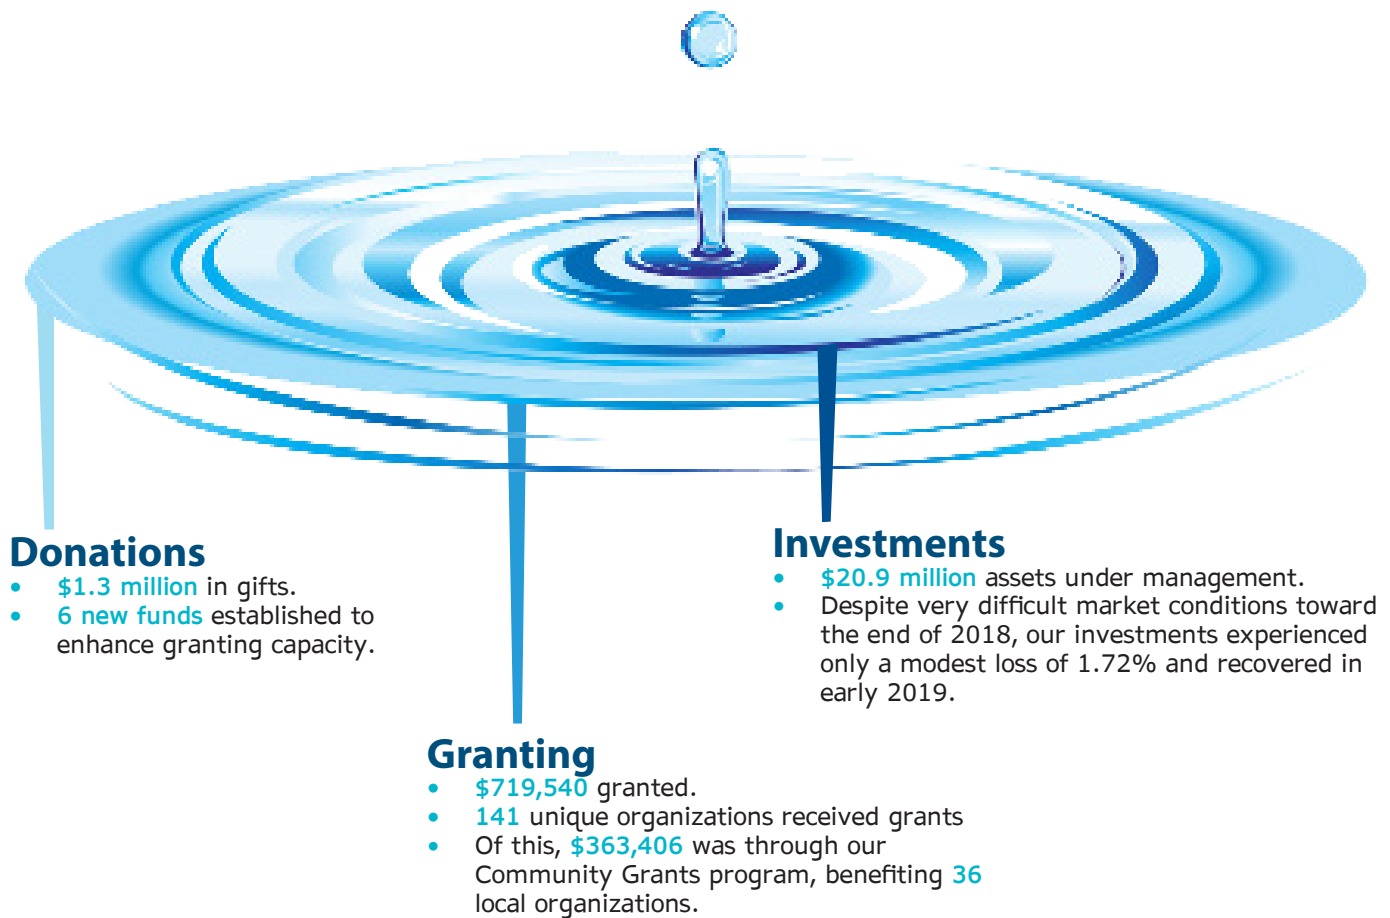 Donations
• $1.3 million in gifts.
• 6 new funds established to
enhance granting capacity.
Investments
• $20.9 million assets under management.
• Despite very difficult market conditions toward
the end of 2018, our investments experienced
only a modest loss of 1.72% and recovered in
early 2019.
Granting
• $719,540 granted.
• 141 unique organizations received grants
• Of this, $363,406 was through our
Community Grants program, benefiting 36
local organizations.